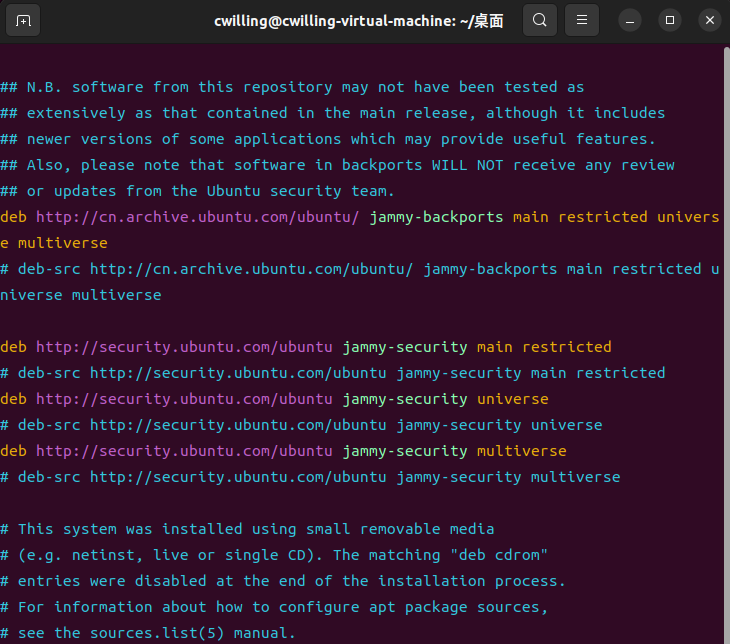 cwilling@cwilling-virtual-machine: ~/桌面
## N.B. software from this repository may not have been tested as
## extensively as that contained in the main release, although it includes
## newer versions of some applications which may provide useful features.
## Also, please note that software in backports WILL NOT receive any review
## or updates from the Ubuntu security team.
deb http://cn.archive.ubuntu.com/ubuntu/ jammy-backports main restricted univers
e multiverse
# deb-src http://cn.archive.ubuntu.com/ubuntu/ jammy-backports main restricted u
niverse multiverse
deb http://security.ubuntu.com/ubuntu jammy-security main restricted
# deb-src http://security.ubuntu.com/ubuntu jammy-security main restricted
deb http://security.ubuntu.com/ubuntu jammy-security universe
# deb-src http://security.ubuntu.com/ubuntu jammy-security universe
deb http://security.ubuntu.com/ubuntu jammy-security multiverse
# deb-src http://security.ubuntu.com/ubuntu jammy-security multiverse
# This system was installed using small removable media
# (e.g. netinst, live or single CD). The matching "deb cdrom"
# entries were disabled at the end of the installation process.
# For information about how to configure apt package sources,
# see the sources.list(5) manual.